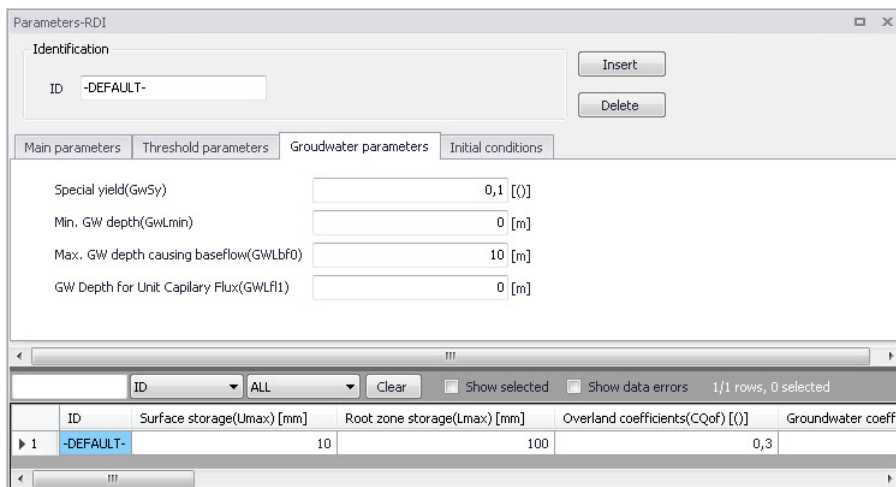 Parameters-RDI
Identification
ID -DEFAULT-
Insert
Delete
Main parameters Threshold parameters Groudwater parameters Initial conditions
Special yield(GwSy) 0,1 [()]
Min. GW depth(GwLmin) 0 [m]
Max. GW depth causing baseflow(GWLbf0) 10 [m]
GW Depth for Unit Capilary Flux(GWLfl1) 0 [m]
ID ALL Clear Show selected Show data errors 1/1 rows, 0 selected
ID Surface storage(Umax) [mm] Root zone storage(Lmax) [mm] Overland coefficients(CQof) [()] Groundwater coeff
1 -DEFAULT- 10 100 0,3